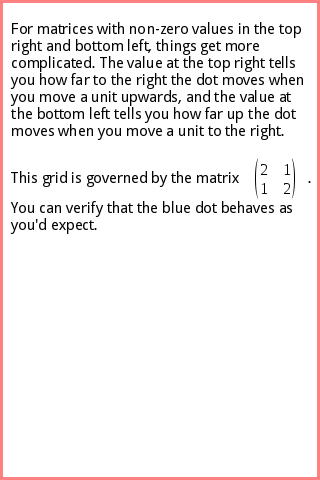 For matrices with non-zero values in the top
right and bottom left, things get more
complicated. The value at the top right tells
you how far to the right the dot moves when
you move a unit upwards, and the value at
the bottom left tells you how far up the dot
moves when you move a unit to the right.
This grid is governed by the matrix (2 1
1 2) .
You can verify that the blue dot behaves as
you'd expect.